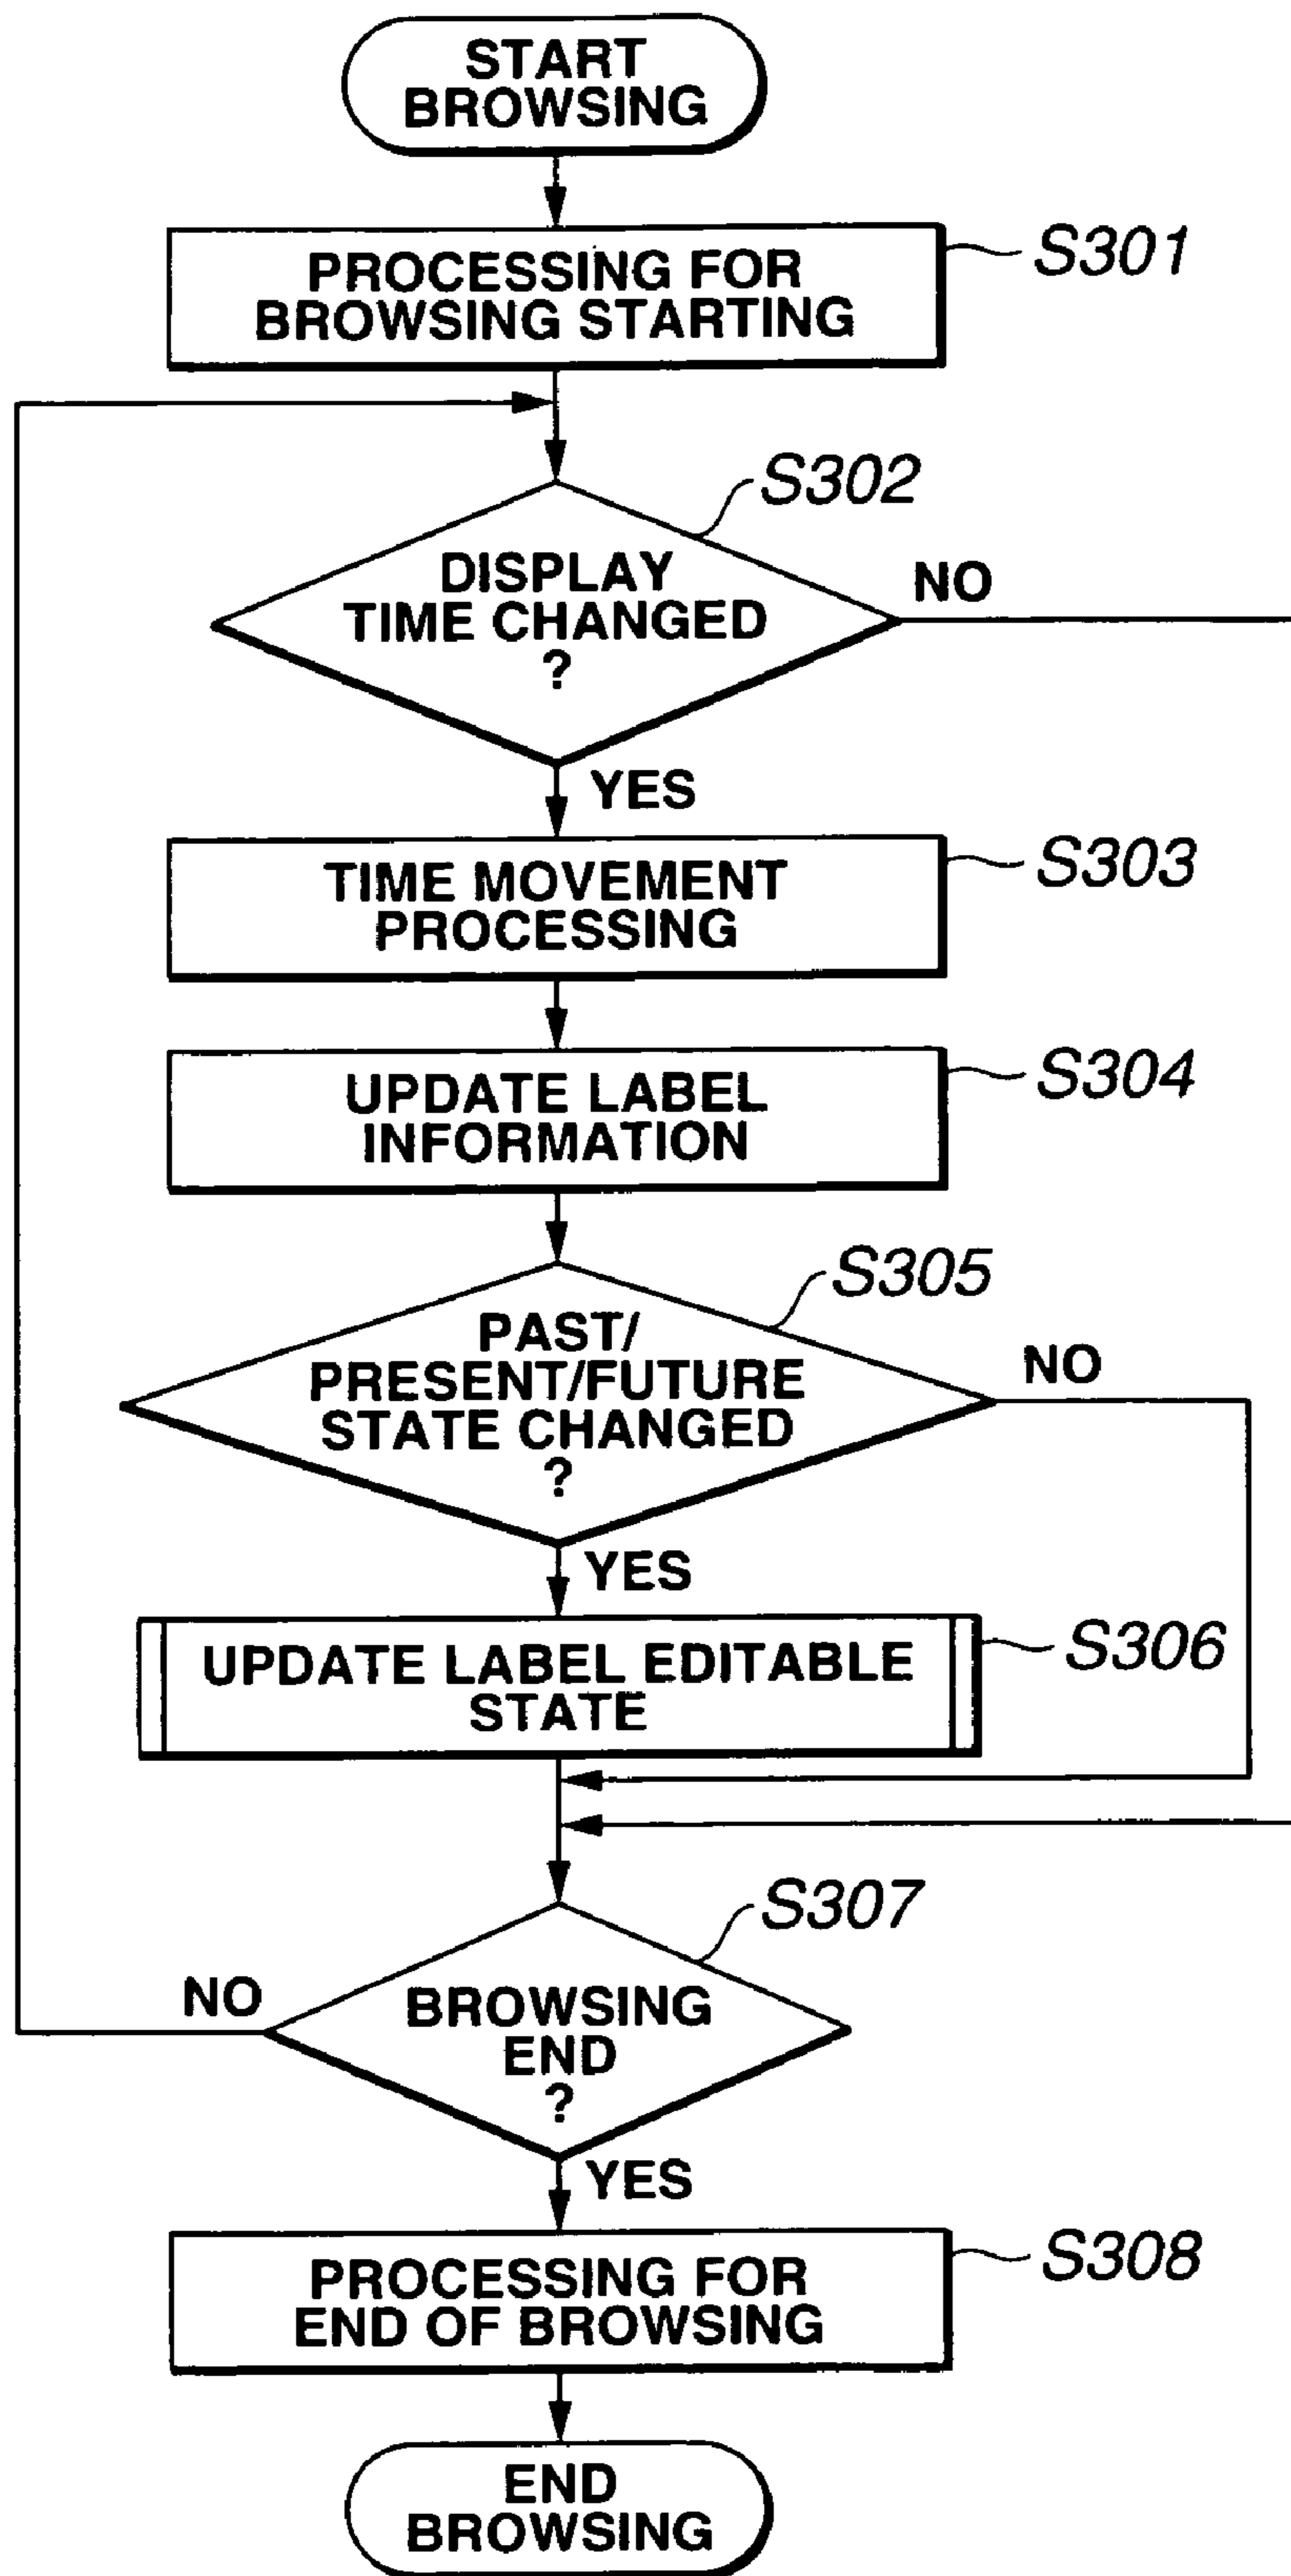 START
BROWSING
PROCESSING FOR
BROWSING STARTING
S301
S302
DISPLAY
TIME CHANGED
?
NO
YES
TIME MOVEMENT
PROCESSING
S303
UPDATE LABEL
INFORMATION
S304
S305
PAST/
PRESENT/FUTURE
STATE CHANGED
?
NO
YES
UPDATE LABEL EDITABLE
STATE
S306
S307
BROWSING
END
?
NO
YES
PROCESSING FOR
END OF BROWSING
S308
END
BROWSING